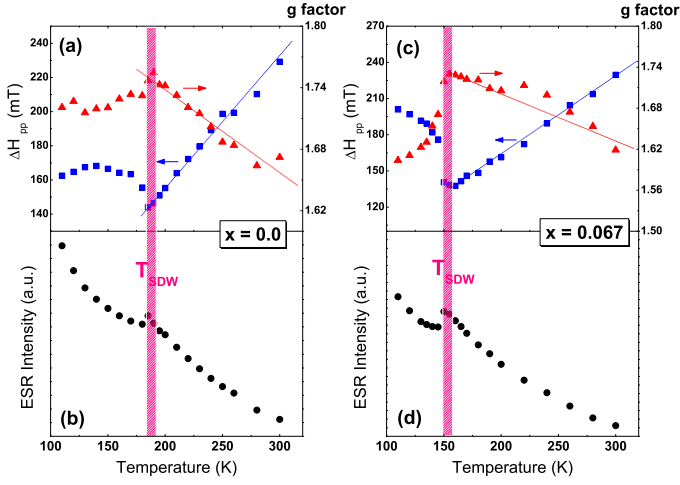 g factor
g factor
240
220
200
180
160
140
ΔH pp (mT)
(a)
1.80
1.74
1.68
1.62
x = 0.0
270
240
210
180
150
120
ΔH pp (mT)
(c)
1.80
1.74
1.68
1.62
1.56
1.50
x = 0.067
ESR Intensity (a.u.)
T SDW
(b)
100 150 200 250 300
Temperature (K)
ESR Intensity (a.u.)
T SDW
(d)
100 150 200 250 300
Temperature (K)